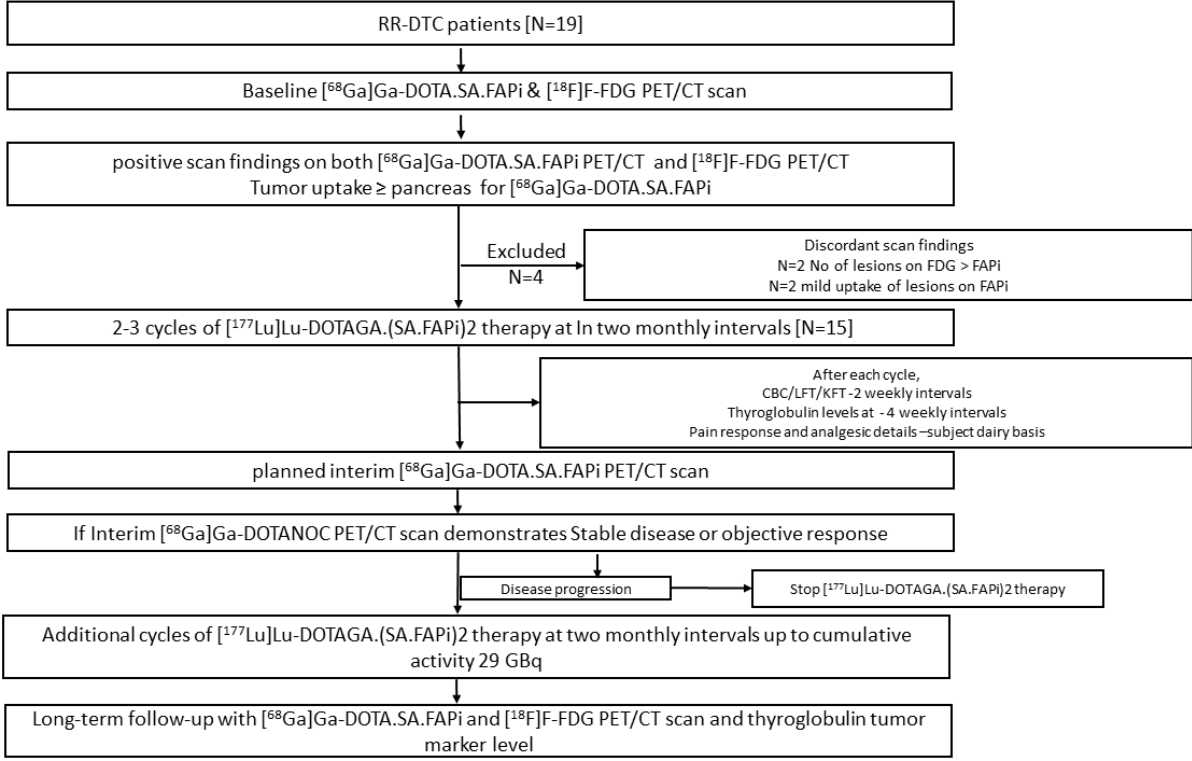 RR-DTC patients [N=19]
Baseline [⁶⁸Ga]Ga-DOTA.SA.FAPi & [¹⁸F]F-FDG PET/CT scan
positive scan findings on both [⁶⁸Ga]Ga-DOTA.SA.FAPi PET/CT and [¹⁸F]F-FDG PET/CT
Tumor uptake ≥ pancreas for [⁶⁸Ga]Ga-DOTA.SA.FAPi
Excluded
N=4
Discordant scan findings
N=2 No of lesions on FDG > FAPi
N=2 mild uptake of lesions on FAPi
2-3 cycles of [¹⁷⁷Lu]Lu-DOTAGA.(SA.FAPi)2 therapy at In two monthly intervals [N=15]
After each cycle,
CBC/LFT/KFT -2 weekly intervals
Thyroglobulin levels at - 4 weekly intervals
Pain response and analgesic details –subject dairy basis
planned interim [⁶⁸Ga]Ga-DOTA.SA.FAPi PET/CT scan
If Interim [⁶⁸Ga]Ga-DOTANOC PET/CT scan demonstrates Stable disease or objective response
Disease progression
Stop [¹⁷⁷Lu]Lu-DOTAGA.(SA.FAPi)2 therapy
Additional cycles of [¹⁷⁷Lu]Lu-DOTAGA.(SA.FAPi)2 therapy at two monthly intervals up to cumulative
activity 29 GBq
Long-term follow-up with [⁶⁸Ga]Ga-DOTA.SA.FAPi and [¹⁸F]F-FDG PET/CT scan and thyroglobulin tumor
marker level